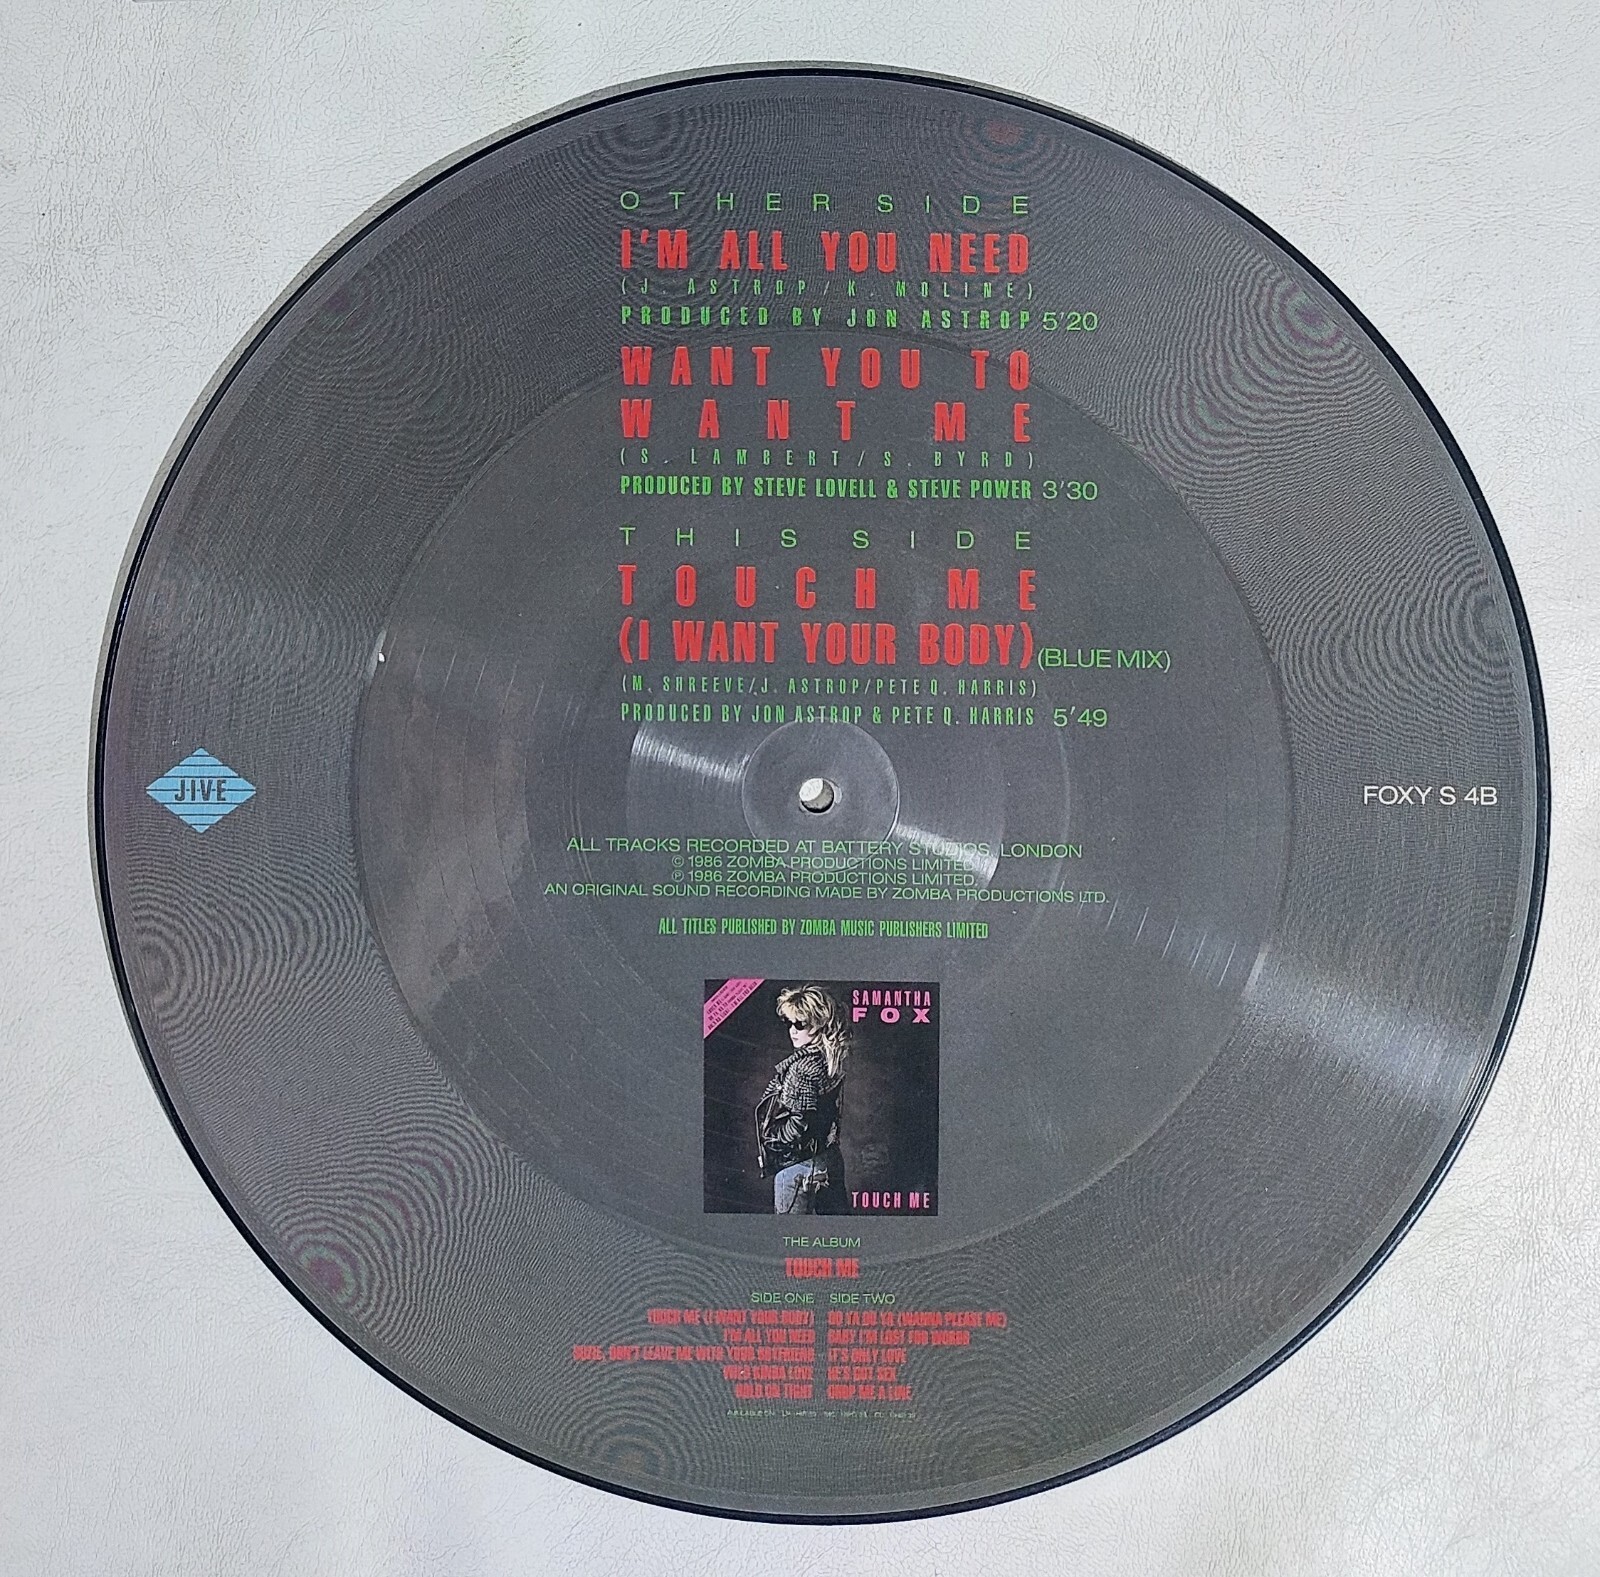 OTHER SIDE
I'M ALL YOU NEED
(J. ASTROP/K. MOLINE)
PRODUCED BY JON ASTROP 5'20
WANT YOU TO
WANT ME
(S. LAMBERT/S. BYRD)
PRODUCED BY STEVE LOVELL & STEVE POWER 3'30
THIS SIDE
TOUCH ME
(I WANT YOUR BODY) (BLUE MIX)
(M. SHREEVE/J. ASTROP/PETE Q. HARRIS)
PRODUCED BY JON ASTROP & PETE Q. HARRIS 5'49
JIVE
FOXY S 4B
ALL TRACKS RECORDED AT BATTERY STUDIOS, LONDON
© 1986 ZOMBA PRODUCTIONS LIMITED.
℗ 1986 ZOMBA PRODUCTIONS LIMITED.
AN ORIGINAL SOUND RECORDING MADE BY ZOMBA PRODUCTIONS LTD.
ALL TITLES PUBLISHED BY ZOMBA MUSIC PUBLISHERS LIMITED
SAMANTHA
FOX
TOUCH ME
THE ALBUM
TOUCH ME
SIDE ONE SIDE TWO
TOUCH ME (I WANT YOUR BODY) DO YA DO YA (WANNA PLEASE ME)
I'M ALL YOU NEED BABY I'M LOST FOR WORDS
SUZIE, DON'T LEAVE ME WITH YOUR BOYFRIEND IT'S ONLY LOVE
WILD KINDA LOVE HE'S GOT SEX
HOLD ON TIGHT DROP ME A LINE